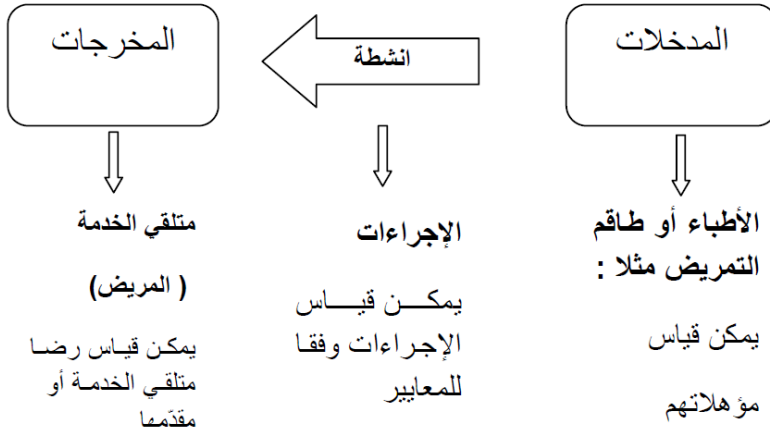 المدخلات
انشطة
المخرجات
الأطباء أو طاقم
التمريض مثلا :
يمكن قياس
مؤهلاتهم
الإجراءات
يمكن قياس
الإجراءات وفقا
للمعايير
متلقي الخدمة
( المريض)
يمكن قياس رضا
متلقي الخدمة أو
مقدّمها